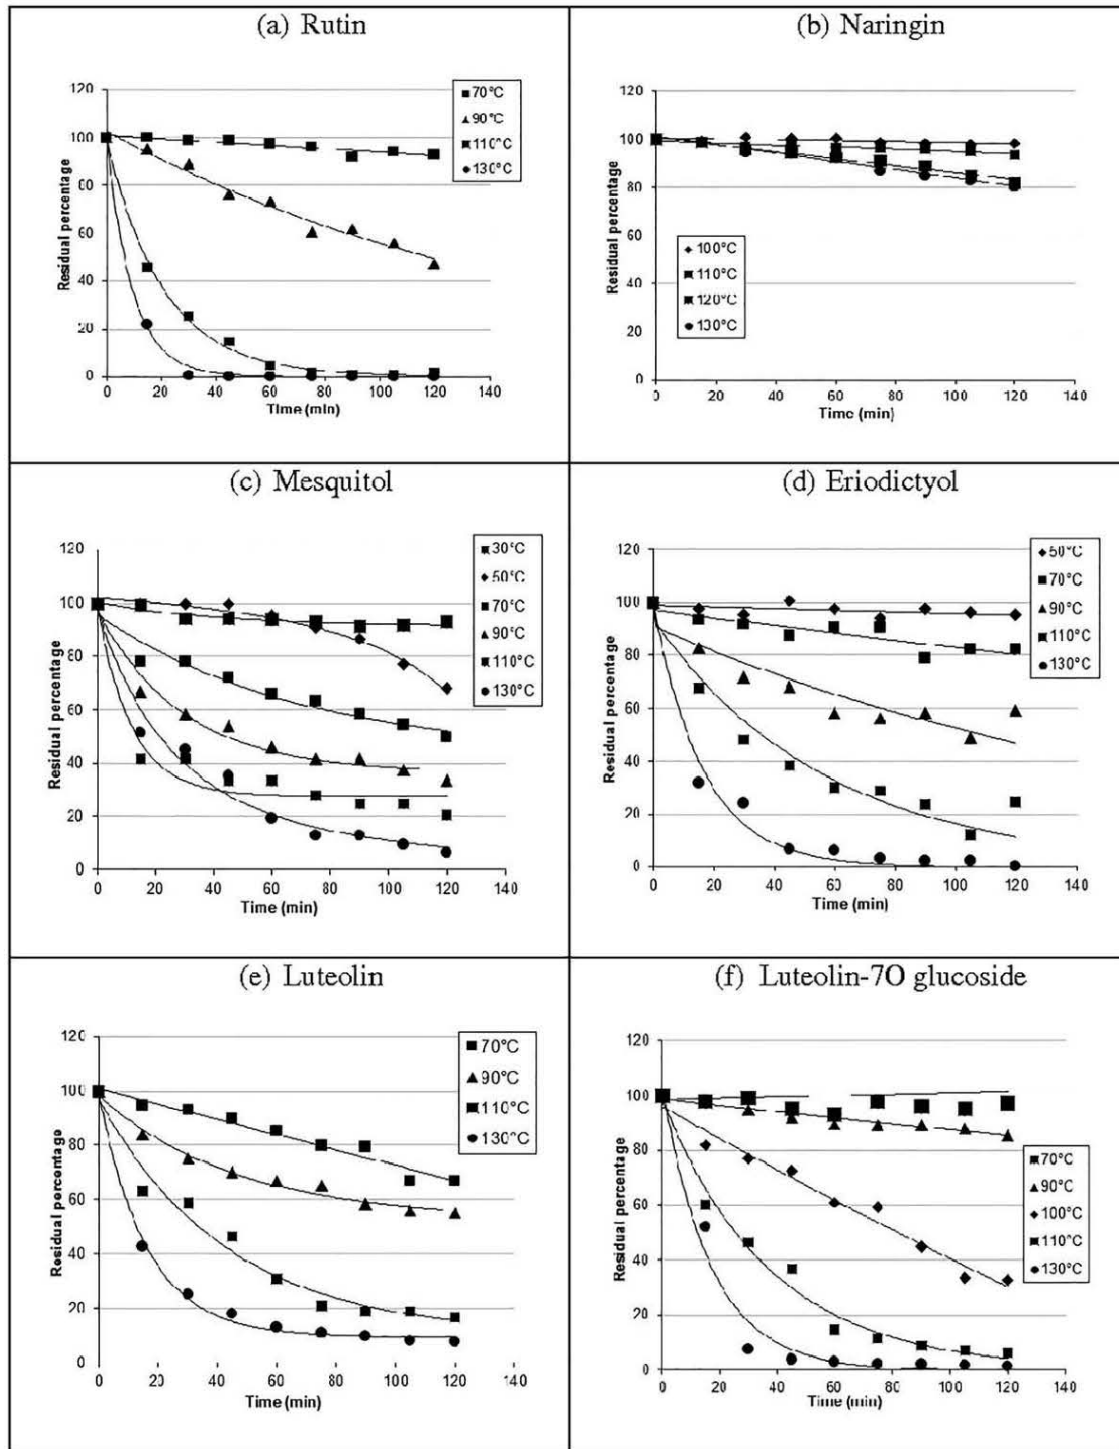 (a) Rutin
120
100
80
60
40
20
0
Residual percentage
0 20 40 60 80 100 120 140
Time (min)
70°C
90°C
110°C
130°C
(b) Naringin
120
100
80
60
40
20
0
Residual percentage
100°C
110°C
120°C
130°C
0 20 40 60 80 100 120 140
Time (min)
(c) Mesquitol
120
100
80
60
40
20
0
Residual percentage
0 20 40 60 80 100 120 140
Time (min)
30°C
50°C
70°C
90°C
110°C
130°C
(d) Eriodictyol
120
100
80
60
40
20
0
Residual percentage
0 20 40 60 80 100 120 140
Time (min)
50°C
70°C
90°C
110°C
130°C
(e) Luteolin
120
100
80
60
40
20
0
Residual percentage
0 20 40 60 80 100 120 140
Time (min)
70°C
90°C
110°C
130°C
(f) Luteolin-7O glucoside
120
100
80
60
40
20
0
Residual percentage
0 20 40 60 80 100 120 140
Time (min)
70°C
90°C
100°C
110°C
130°C